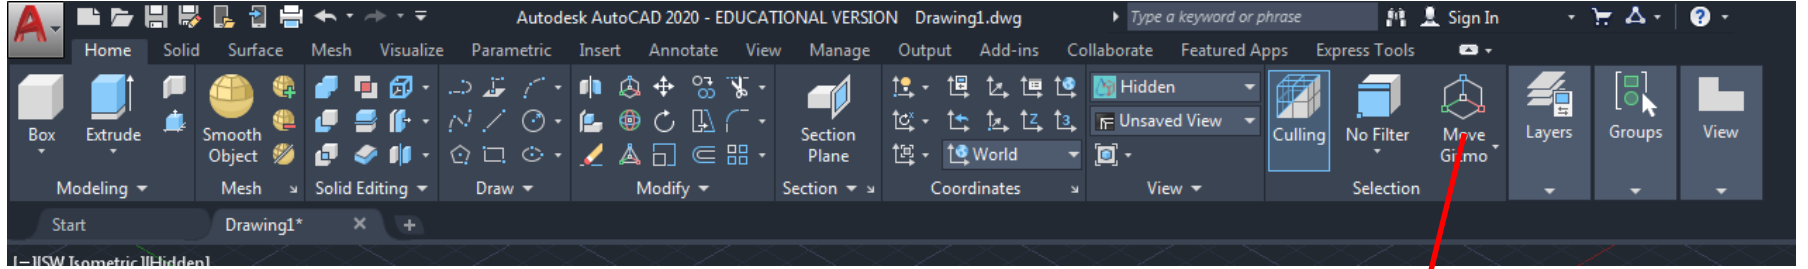 Autodesk AutoCAD 2020 - EDUCATIONAL VERSION Drawing1.dwg Type a keyword or phrase Sign In
Home Solid Surface Mesh Visualize Parametric Insert Annotate View Manage Output Add-ins Collaborate Featured Apps Express Tools
Hidden
Unsaved View
Box Extrude Smooth Object
Section Plane
World
Culling No Filter Move Gizmo Layers Groups View
Modeling Mesh Solid Editing Draw Modify Section Coordinates View Selection
Start Drawing1* +
[−][SW Isometric][Hidden]